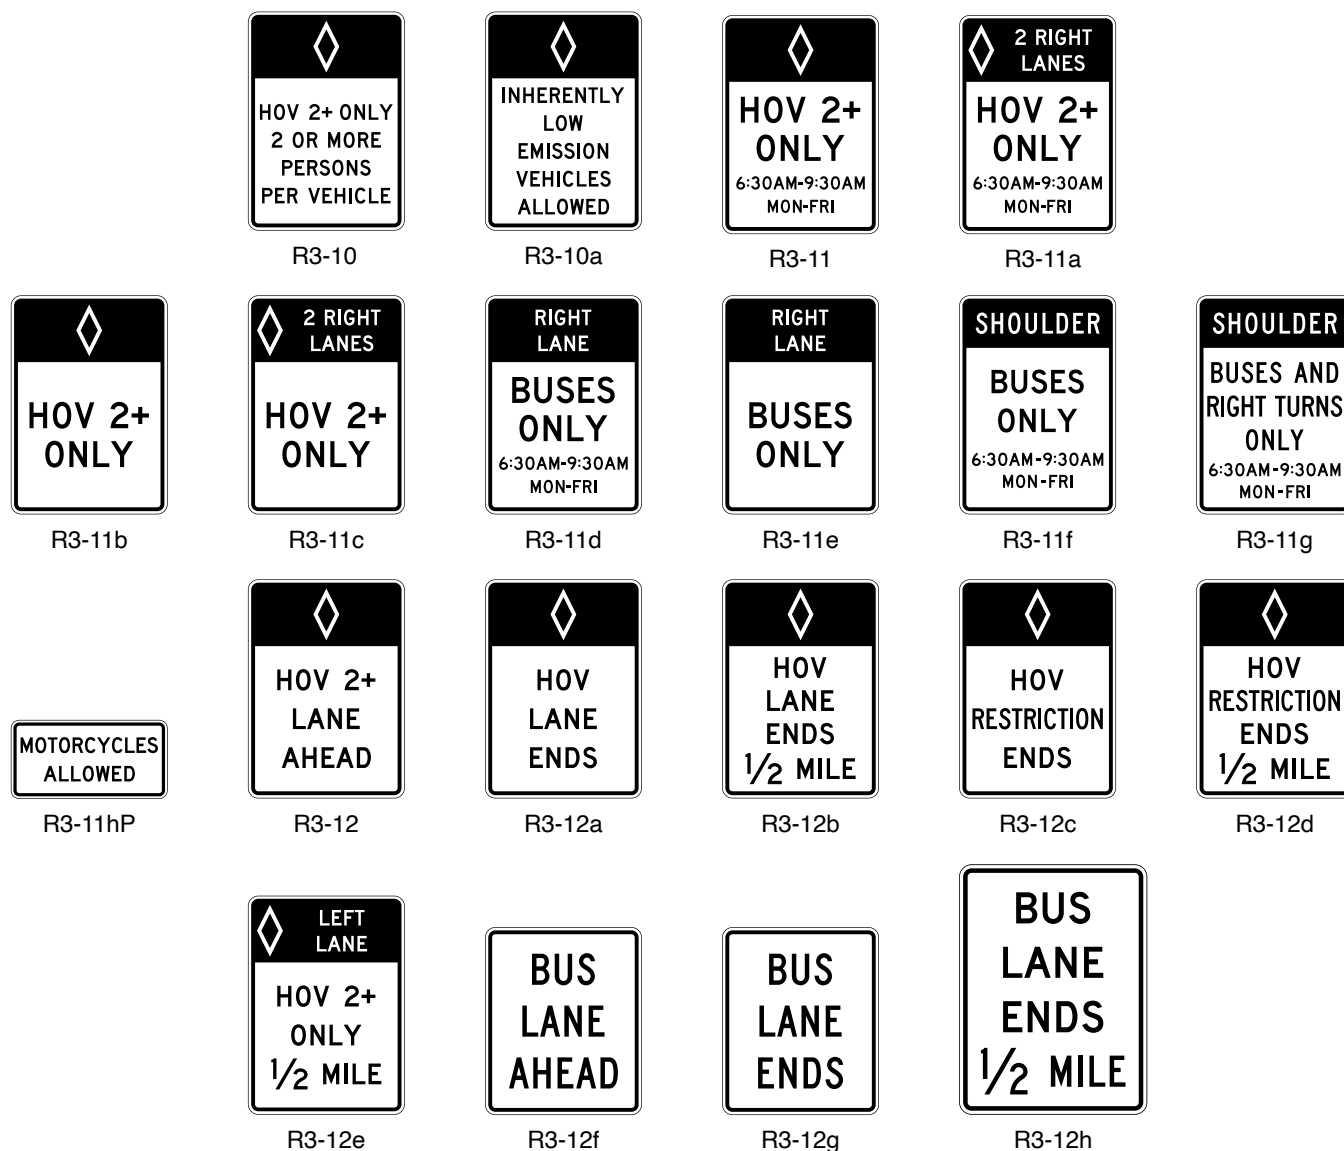 HOV 2+ ONLY
2 OR MORE
PERSONS
PER VEHICLE
R3-10
INHERENTLY
LOW
EMISSION
VEHICLES
ALLOWED
R3-10a
HOV 2+
ONLY
6:30AM-9:30AM
MON-FRI
R3-11
2 RIGHT
LANES
HOV 2+
ONLY
6:30AM-9:30AM
MON-FRI
R3-11a
HOV 2+
ONLY
R3-11b
2 RIGHT
LANES
HOV 2+
ONLY
R3-11c
RIGHT
LANE
BUSES
ONLY
6:30AM-9:30AM
MON-FRI
R3-11d
RIGHT
LANE
BUSES
ONLY
R3-11e
SHOULDER
BUSES
ONLY
6:30AM-9:30AM
MON-FRI
R3-11f
SHOULDER
BUSES AND
RIGHT TURNS
ONLY
6:30AM-9:30AM
MON-FRI
R3-11g
MOTORCYCLES
ALLOWED
R3-11hP
HOV 2+
LANE
AHEAD
R3-12
HOV
LANE
ENDS
R3-12a
HOV
LANE
ENDS
1/2 MILE
R3-12b
HOV
RESTRICTION
ENDS
R3-12c
HOV
RESTRICTION
ENDS
1/2 MILE
R3-12d
LEFT
LANE
HOV 2+
ONLY
1/2 MILE
R3-12e
BUS
LANE
AHEAD
R3-12f
BUS
LANE
ENDS
R3-12g
BUS
LANE
ENDS
1/2 MILE
R3-12h